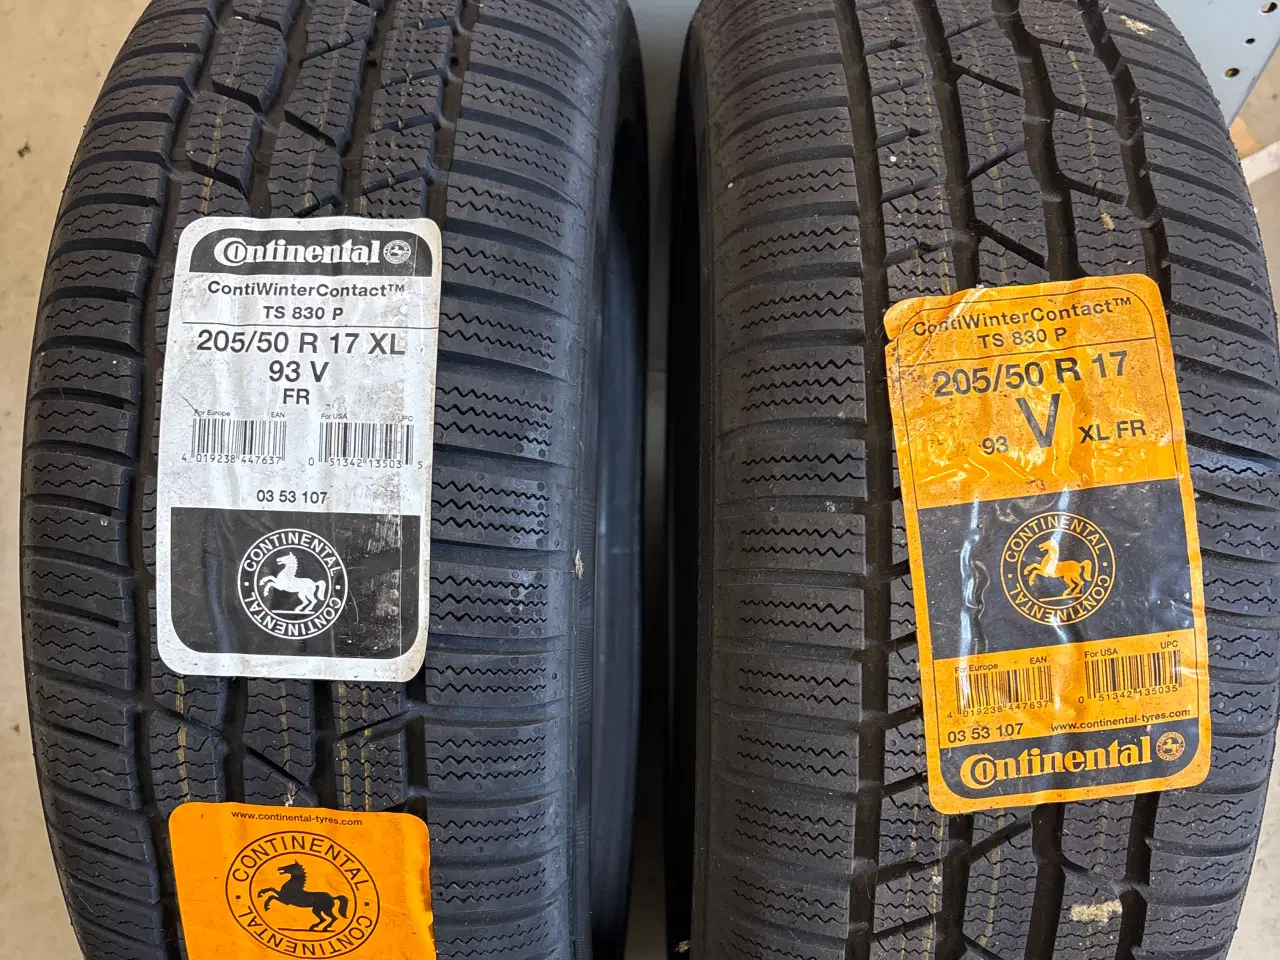 Continental
ContiWinterContact™
TS 830 P
205/50 R 17 XL
93 V
FR
For Europe EAN For USA UPC
4 019238 447637 0 51342 13503 5
03 53 107
CONTINENTAL · CONTINENTAL ·
www.continental-tyres.com
CONTINENTAL · CONTINENTAL ·
ContiWinterContact™
TS 830 P
205/50 R 17
93 V XL FR
CONTINENTAL · CONTINENTAL ·
For Europe EAN For USA UPC
4 019238 447637 0 51342 13503 5
03 53 107 www.continental-tyres.com
Continental